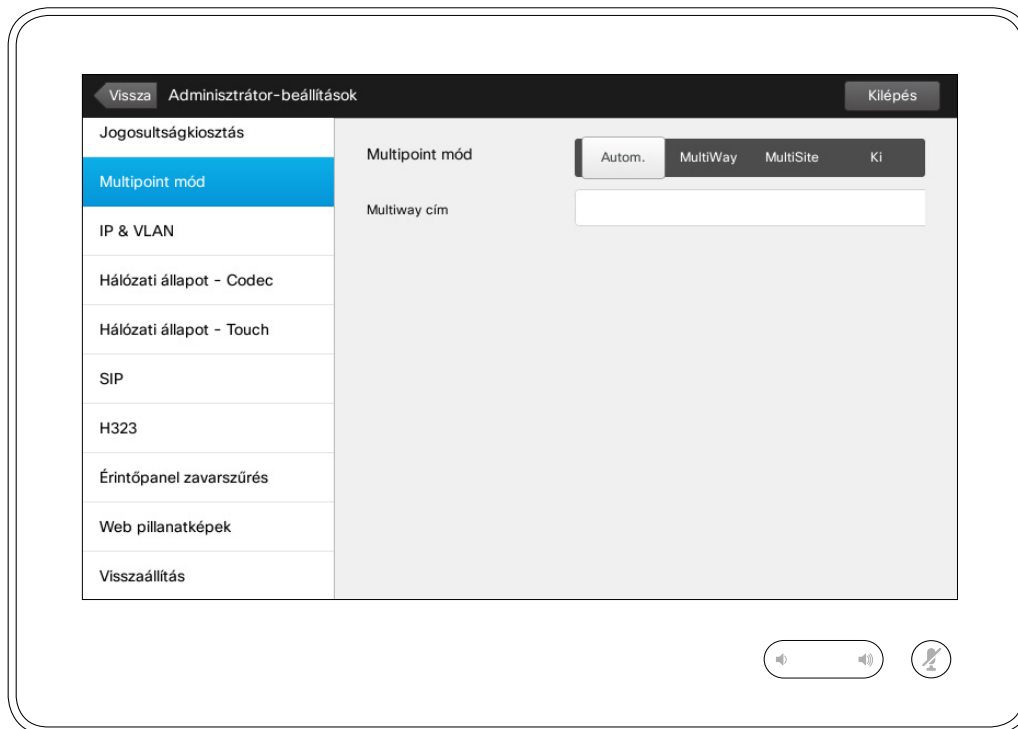 Vissza Adminisztrátor-beállítások Kilépés
Jogosultságkiosztás
Multipoint mód
IP & VLAN
Hálózati állapot - Codec
Hálózati állapot - Touch
SIP
H323
Érintőpanel zavarszűrés
Web pillanatképek
Visszaállítás
Multipoint mód Autom. MultiWay MultiSite Ki
Multiway cím